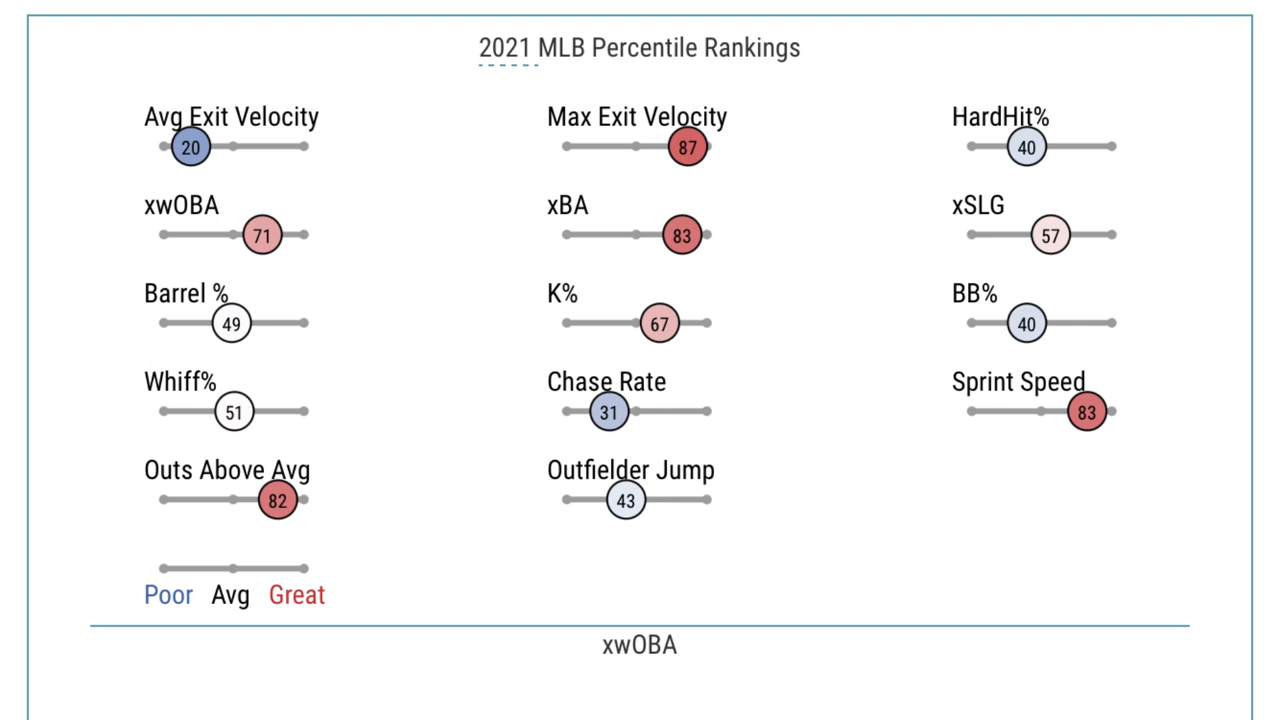 2021 MLB Percentile Rankings
Avg Exit Velocity
20
Max Exit Velocity
87
HardHit%
40
xwOBA
71
xBA
83
xSLG
57
Barrel %
49
K%
67
BB%
40
Whiff%
51
Chase Rate
31
Sprint Speed
83
Outs Above Avg
82
Outfielder Jump
43
Poor Avg Great
xwOBA